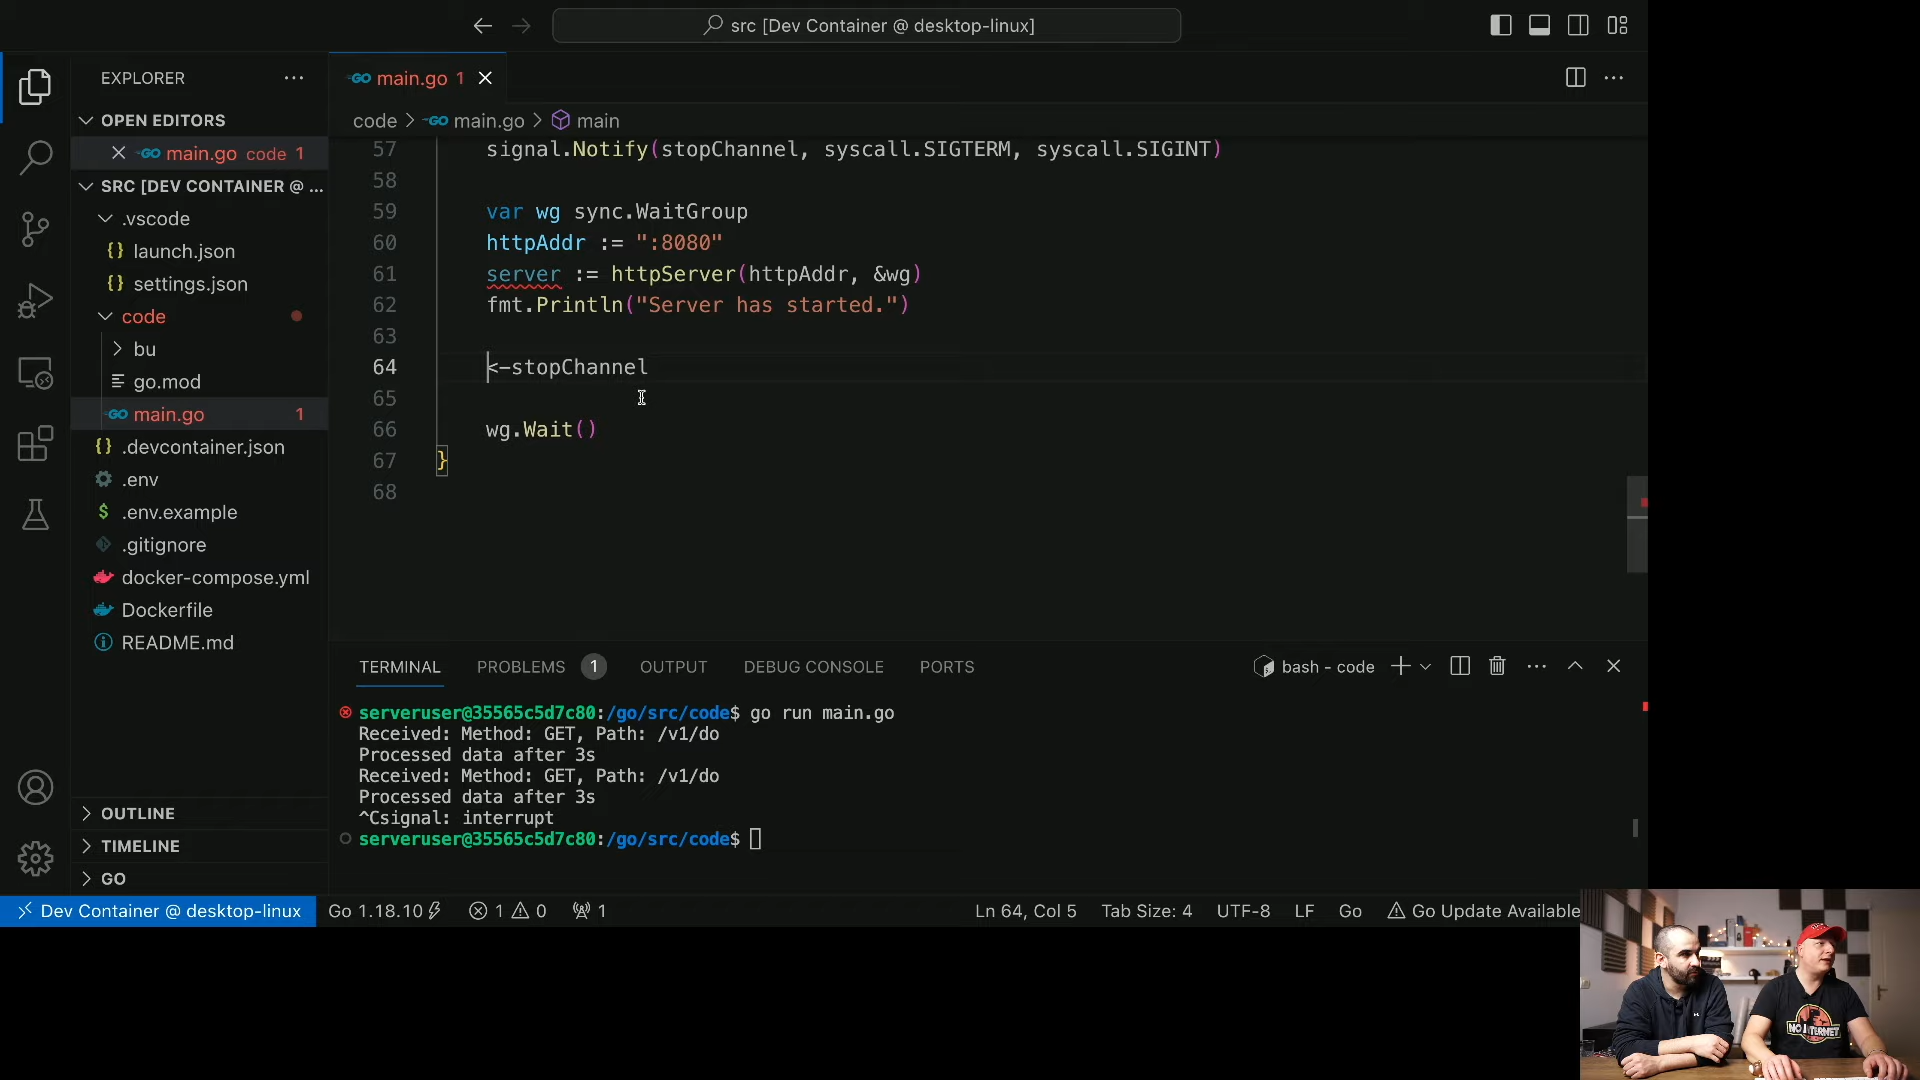 src [Dev Container @ desktop-linux]
EXPLORER
main.go 1
OPEN EDITORS
code > main.go > main
main.go code 1
57 signal.Notify(stopChannel, syscall.SIGTERM, syscall.SIGINT)
SRC [DEV CONTAINER @ ...
58
.vscode
59 var wg sync.WaitGroup
launch.json
60 httpAddr := ":8080"
settings.json
61 server := httpServer(httpAddr, &wg)
code
62 fmt.Println("Server has started.")
bu
63
go.mod
64 <-stopChannel
main.go 1
65
.devcontainer.json
66 wg.Wait()
.env
67 }
.env.example
68
.gitignore
docker-compose.yml
Dockerfile
README.md
TERMINAL PROBLEMS 1 OUTPUT DEBUG CONSOLE PORTS bash - code
serveruser@35565c5d7c80:/go/src/code$ go run main.go
Received: Method: GET, Path: /v1/do
Processed data after 3s
Received: Method: GET, Path: /v1/do
Processed data after 3s
^Csignal: interrupt
serveruser@35565c5d7c80:/go/src/code$
OUTLINE
TIMELINE
GO
Dev Container @ desktop-linux Go 1.18.10 1 0 1 Ln 64, Col 5 Tab Size: 4 UTF-8 LF Go Go Update Available
NO INTERNET